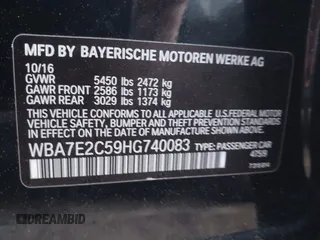 MFD BY BAYERISCHE MOTOREN WERKE AG
10/16
GVWR 5450 lbs 2472 kg
GAWR FRONT 2586 lbs 1173 kg
GAWR REAR 3029 lbs 1374 kg
THIS VEHICLE CONFORMS TO ALL APPLICABLE
U.S. FEDERAL MOTOR VEHICLE SAFETY, BUMPER AND
THEFT PREVENTION STANDARDS IN EFFECT ON THE
DATE OF MANUFACTURE SHOWN ABOVE.
WBA7E2C59HG740083 TYPE: PASSENGER CAR
475/9
© DREAMBID